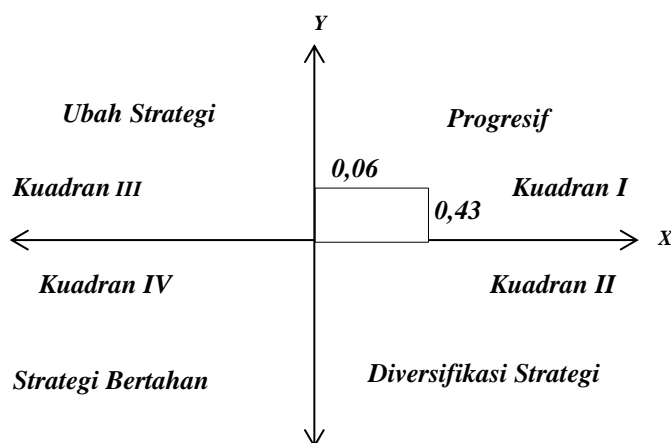 Y
Ubah Strategi
Progresif
0,06
Kuadran III
Kuadran I
0,43
X
Kuadran IV
Kuadran II
Strategi Bertahan
Diversifikasi Strategi